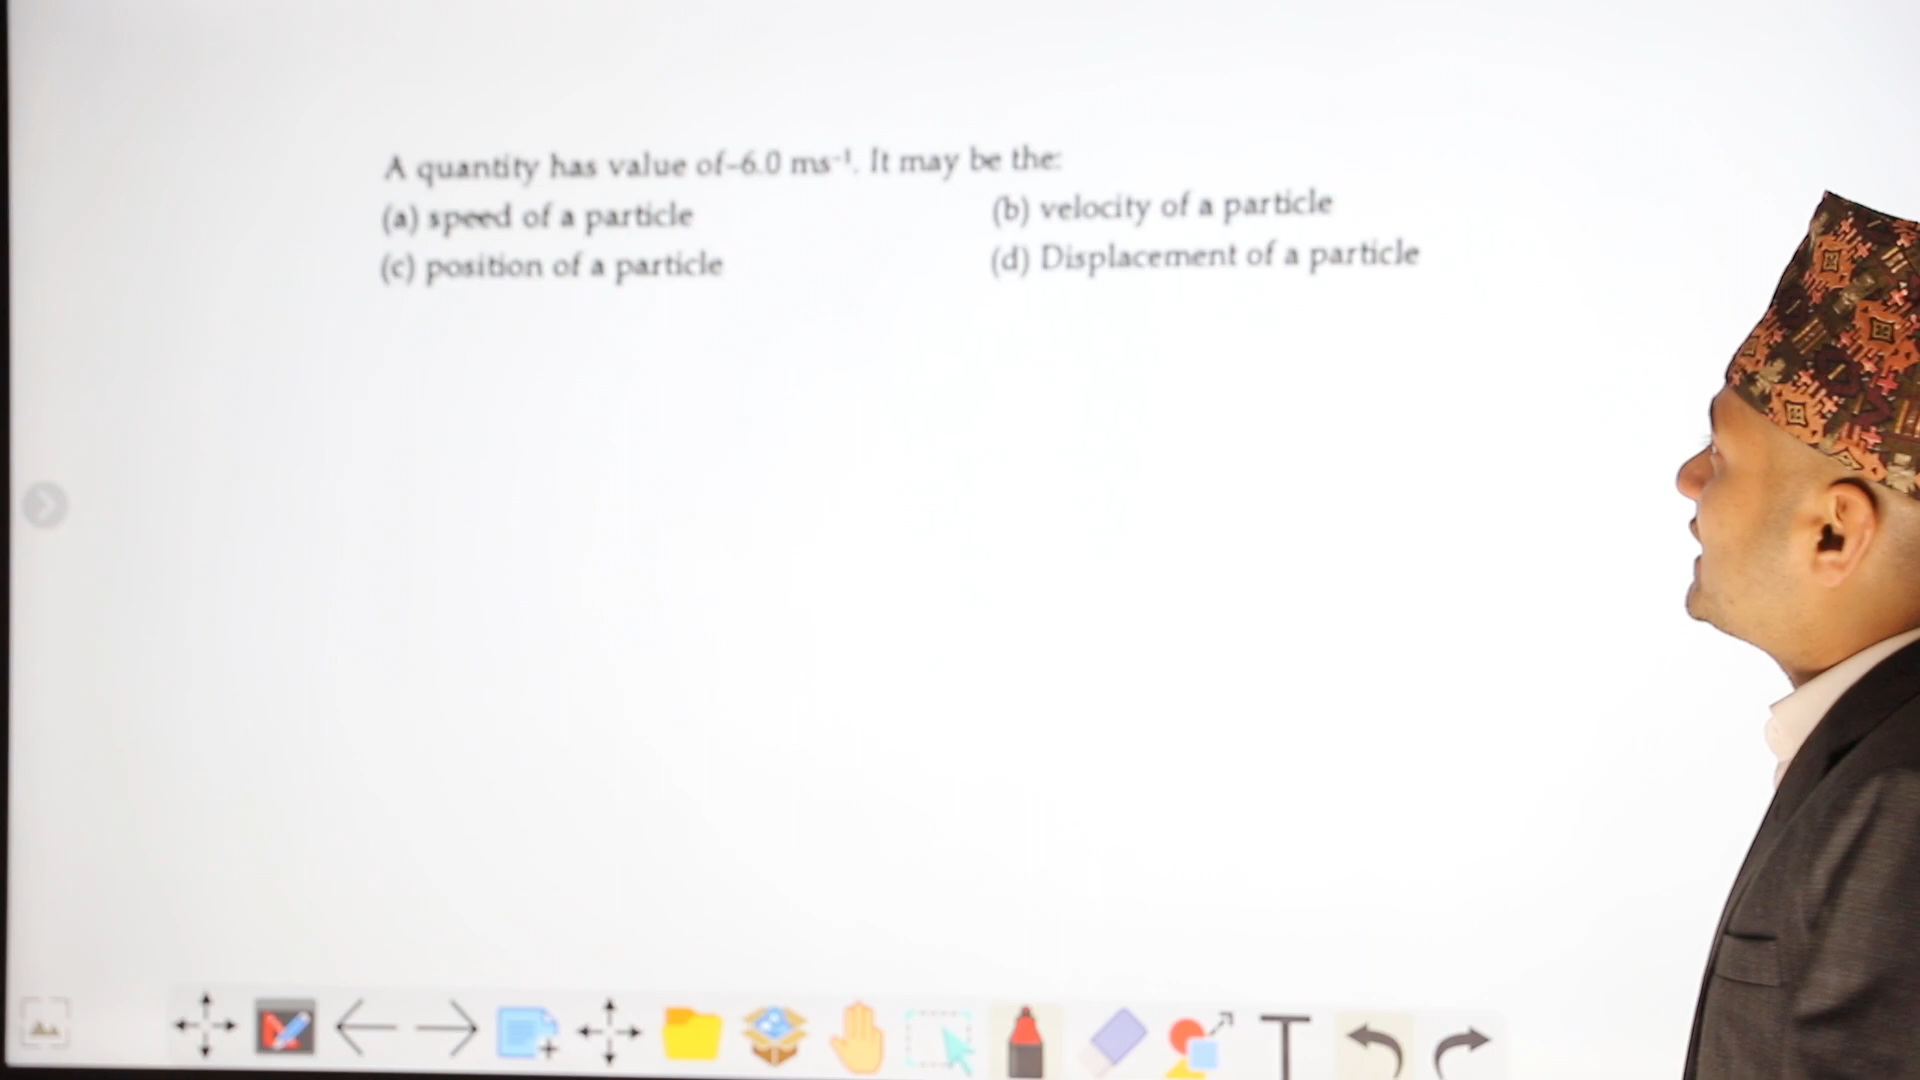 A quantity has value of–6.0 ms⁻¹. It may be the:
(a) speed of a particle (b) velocity of a particle
(c) position of a particle (d) Displacement of a particle